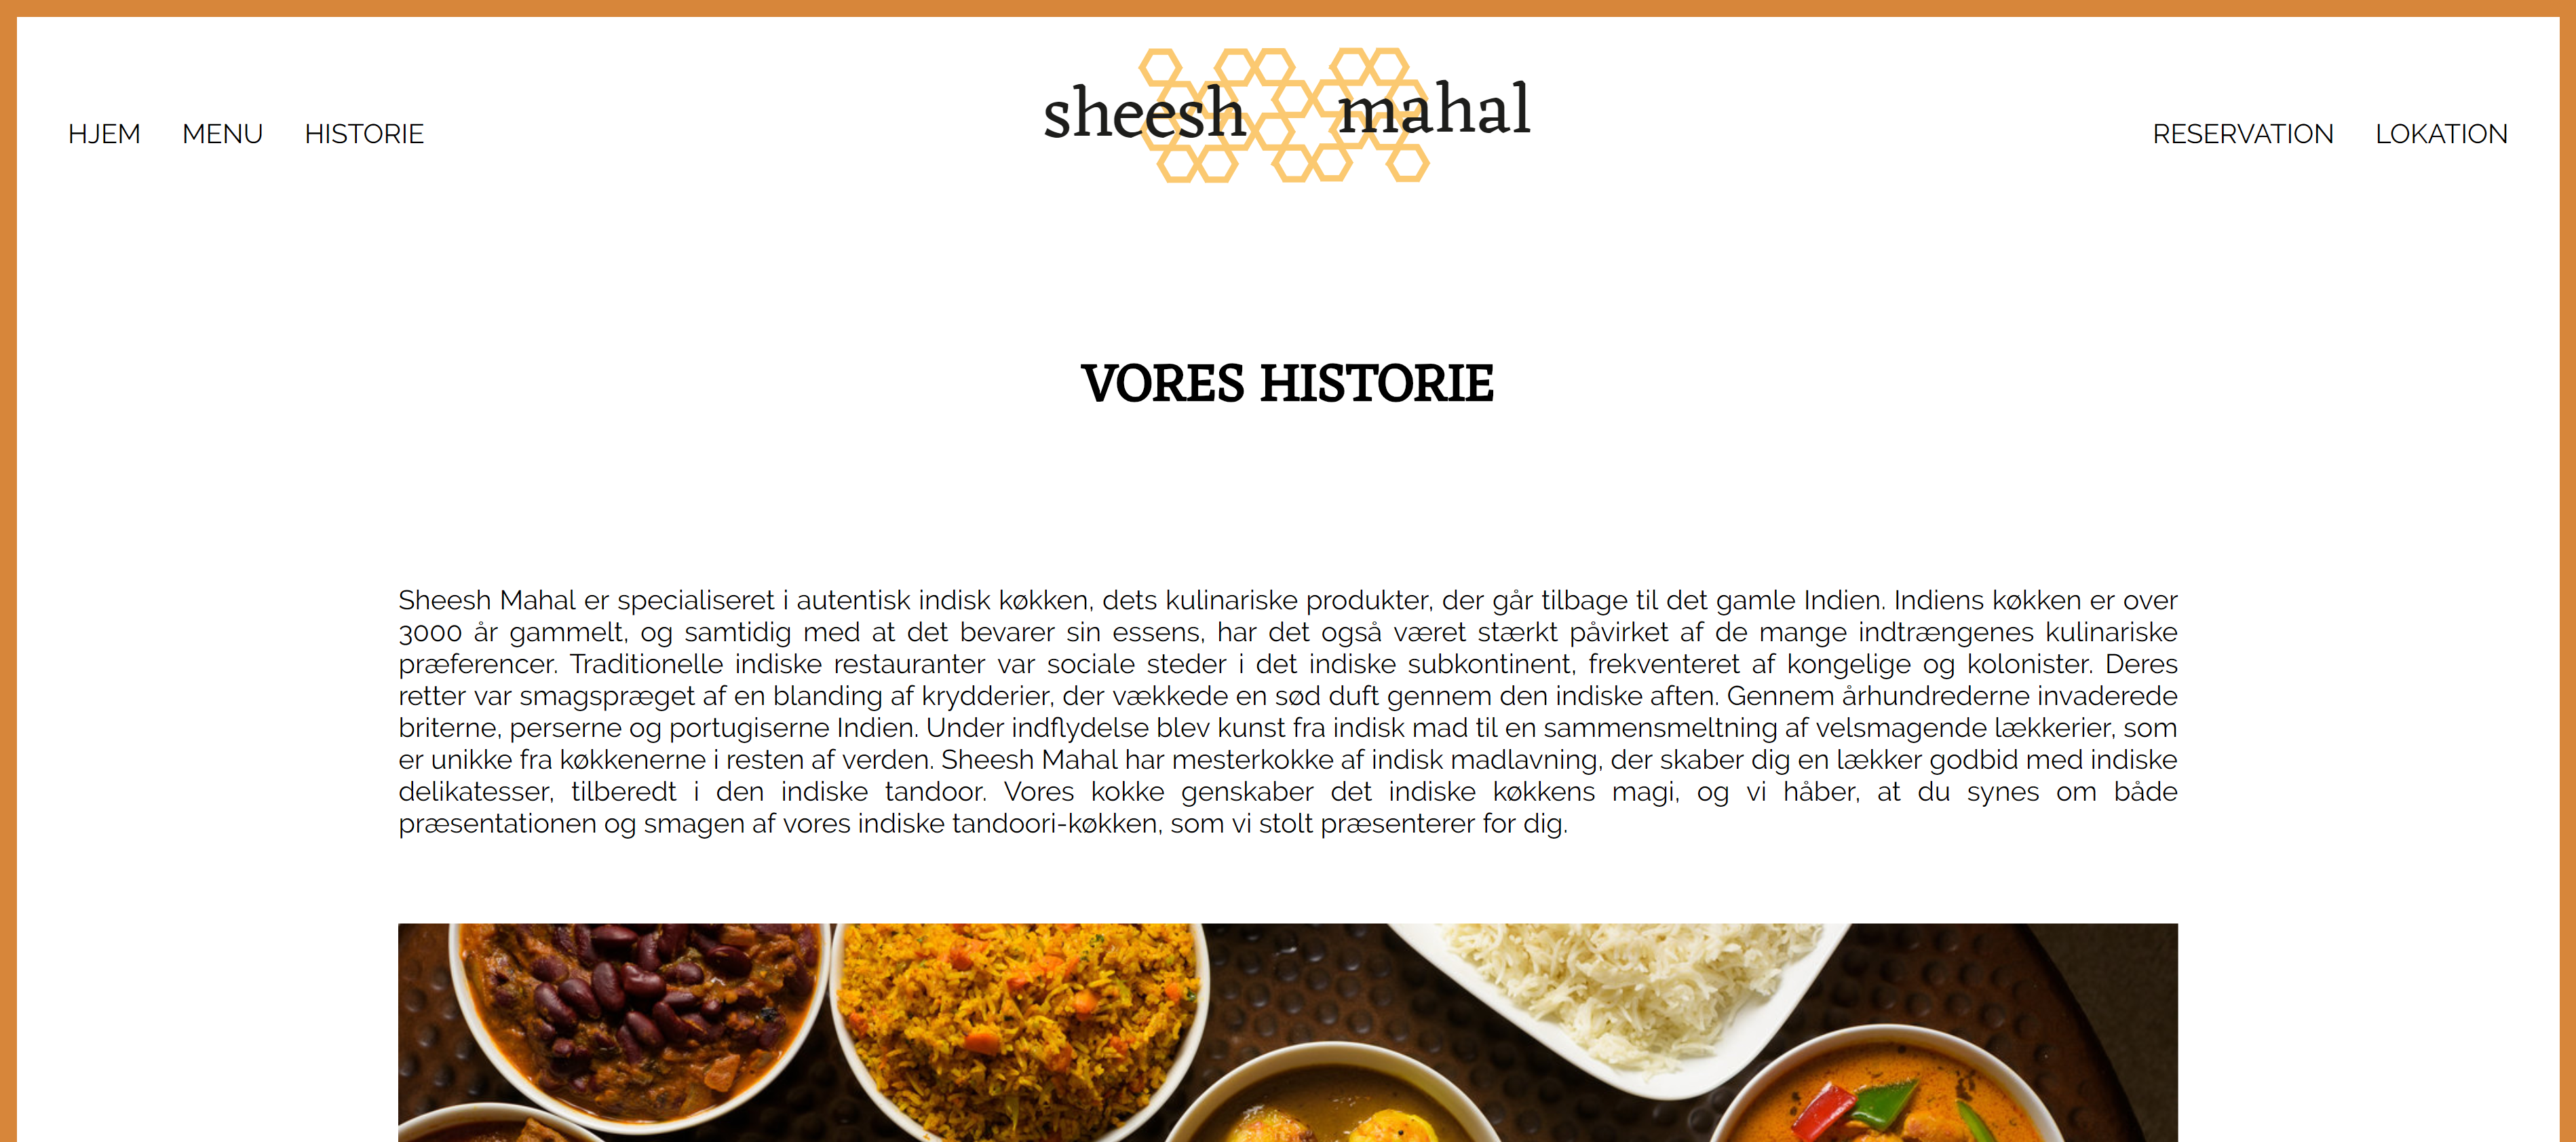 HJEM MENU HISTORIE
sheesh mahal
RESERVATION LOKATION
VORES HISTORIE
Sheesh Mahal er specialiseret i autentisk indisk køkken, dets kulinariske produkter, der går tilbage til det gamle Indien. Indiens køkken er over
3000 år gammelt, og samtidig med at det bevarer sin essens, har det også været stærkt påvirket af de mange indtrængenes kulinariske
præferencer. Traditionelle indiske restauranter var sociale steder i det indiske subkontinent, frekventeret af kongelige og kolonister. Deres
retter var smagspræget af en blanding af krydderier, der vækkede en sød duft gennem den indiske aften. Gennem århundrederne invaderede
briterne, perserne og portugiserne Indien. Under indflydelse blev kunst fra indisk mad til en sammensmeltning af velsmagende lækkerier, som
er unikke fra køkkenerne i resten af verden. Sheesh Mahal har mesterkokke af indisk madlavning, der skaber dig en lækker godbid med indiske
delikatesser, tilberedt i den indiske tandoor. Vores kokke genskaber det indiske køkkens magi, og vi håber, at du synes om både
præsentationen og smagen af vores indiske tandoori-køkken, som vi stolt præsenterer for dig.